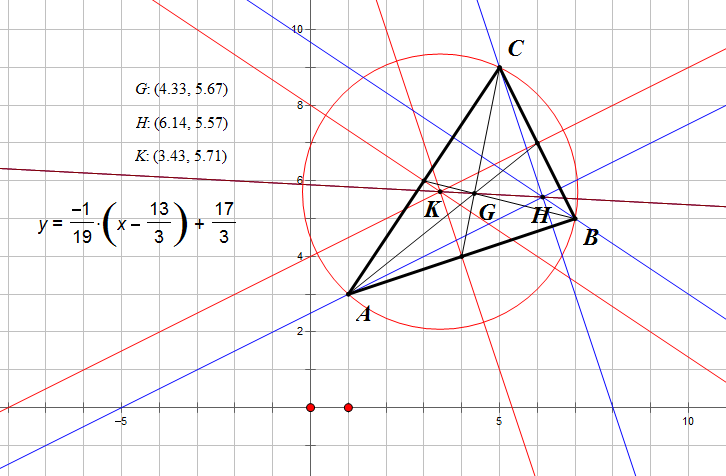 10
C
G: (4.33, 5.67)
8
H: (6.14, 5.57)
K: (3.43, 5.71)
6
K G H
y = −1/19·(x − 13/3) + 17/3
B
4
A
2
−5 5 10